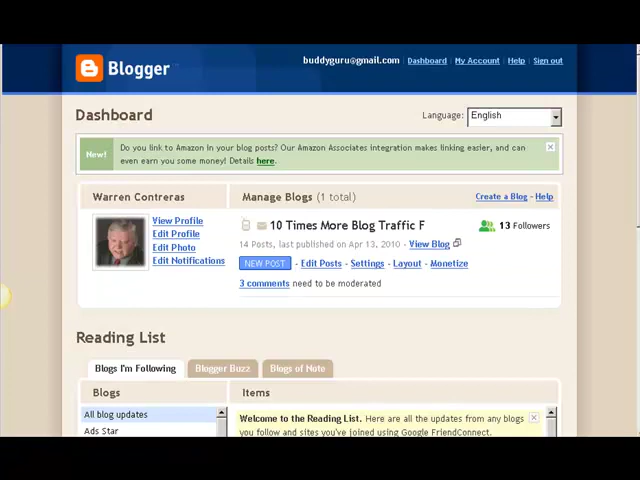 buddyguru@gmail.com Dashboard My Account Help Sign out
Blogger
Dashboard
Language: English
New!
Do you link to Amazon in your blog posts? Our Amazon Associates integration makes linking easier, and can
even earn you some money! Details here.
Warren Contreras
View Profile
Edit Profile
Edit Photo
Edit Notifications
Manage Blogs (1 total)
Create a Blog - Help
10 Times More Blog Traffic F
13 Followers
14 Posts, last published on Apr 13, 2010 - View Blog
NEW POST - Edit Posts - Settings - Layout - Monetize
3 comments need to be moderated
Reading List
Blogs I'm Following
Blogger Buzz
Blogs of Note
Blogs
All blog updates
Ads Star
Items
Welcome to the Reading List. Here are all the updates from any blogs
you follow and sites you've joined using Google FriendConnect.